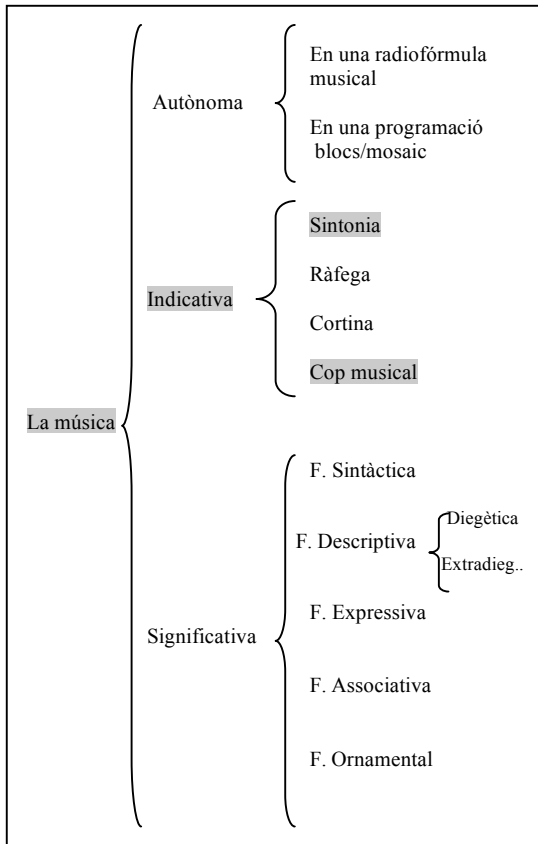 La música
Autònoma
En una radiofórmula
musical
En una programació
blocs/mosaic
Indicativa
Sintonia
Ràfega
Cortina
Cop musical
Significativa
F. Sintàctica
F. Descriptiva
Diegètica
Extradieg..
F. Expressiva
F. Associativa
F. Ornamental